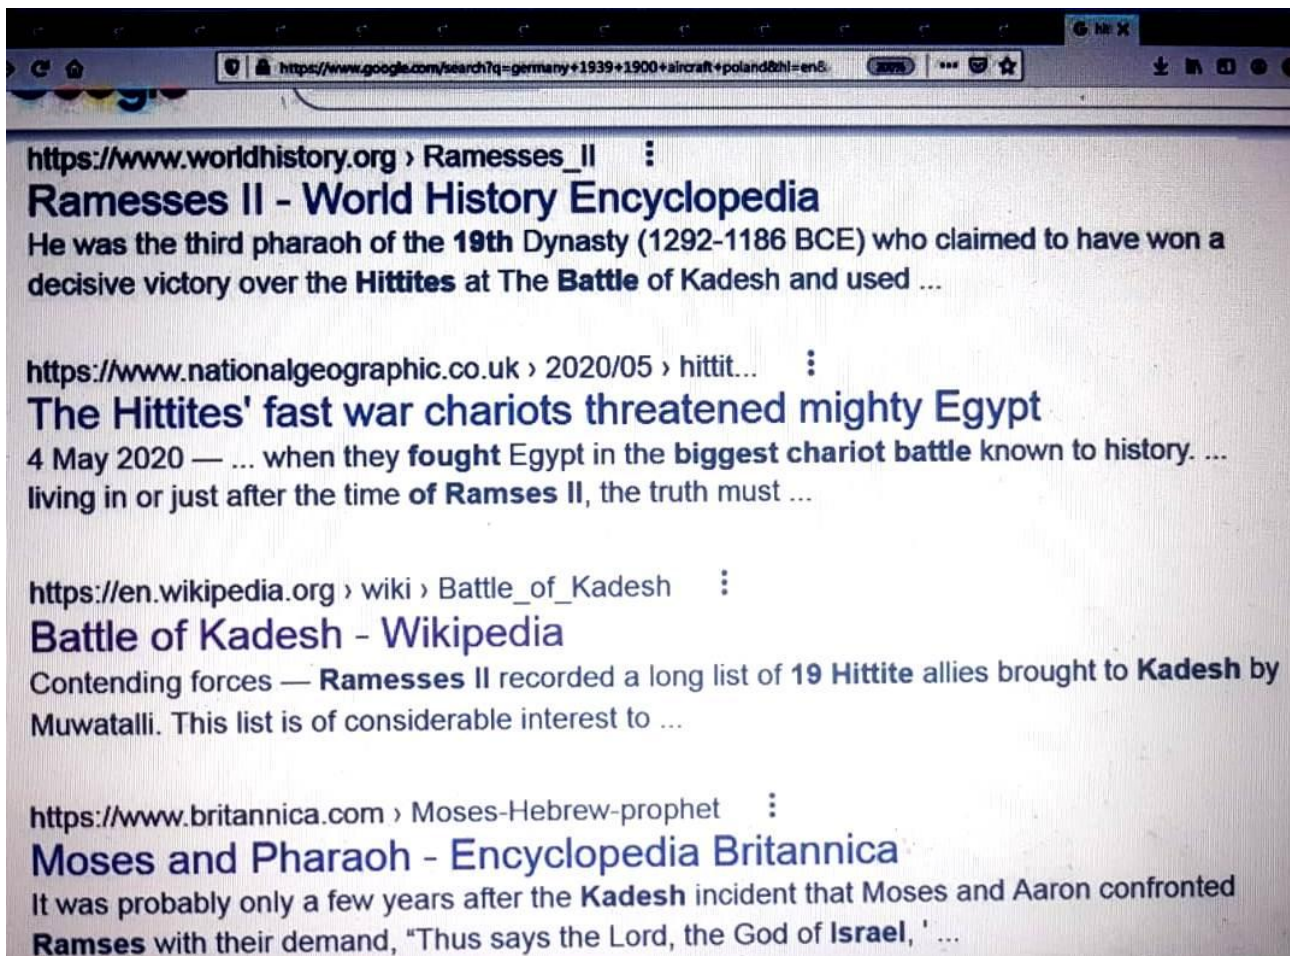 https://www.google.com/search?q=germany+1939+1900+aircraft+poland&hl=en&
https://www.worldhistory.org › Ramesses_II
Ramesses II - World History Encyclopedia
He was the third pharaoh of the 19th Dynasty (1292-1186 BCE) who claimed to have won a
decisive victory over the Hittites at The Battle of Kadesh and used ...
https://www.nationalgeographic.co.uk › 2020/05 › hittit...
The Hittites' fast war chariots threatened mighty Egypt
4 May 2020 — ... when they fought Egypt in the biggest chariot battle known to history. ...
living in or just after the time of Ramses II, the truth must ...
https://en.wikipedia.org › wiki › Battle_of_Kadesh
Battle of Kadesh - Wikipedia
Contending forces — Ramesses II recorded a long list of 19 Hittite allies brought to Kadesh by
Muwatalli. This list is of considerable interest to ...
https://www.britannica.com › Moses-Hebrew-prophet
Moses and Pharaoh - Encyclopedia Britannica
It was probably only a few years after the Kadesh incident that Moses and Aaron confronted
Ramses with their demand, “Thus says the Lord, the God of Israel, ' ...